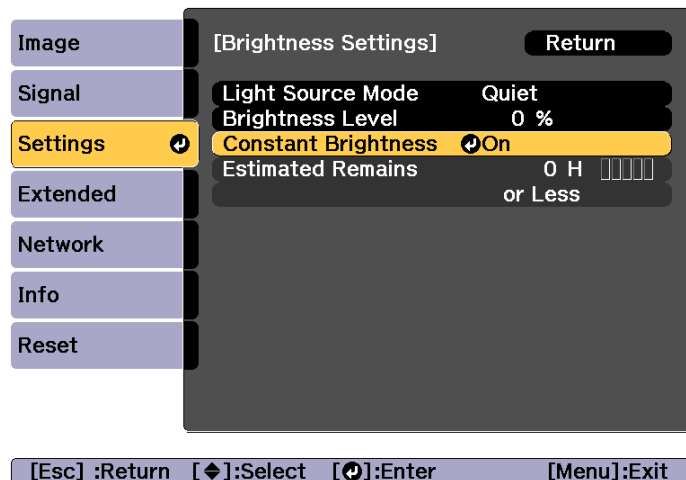 Image
Signal
Settings
Extended
Network
Info
Reset
[Brightness Settings] Return
Light Source Mode Quiet
Brightness Level 0 %
Constant Brightness On
Estimated Remains 0 H
or Less
[Esc] :Return [◆]:Select [↵]:Enter [Menu]:Exit